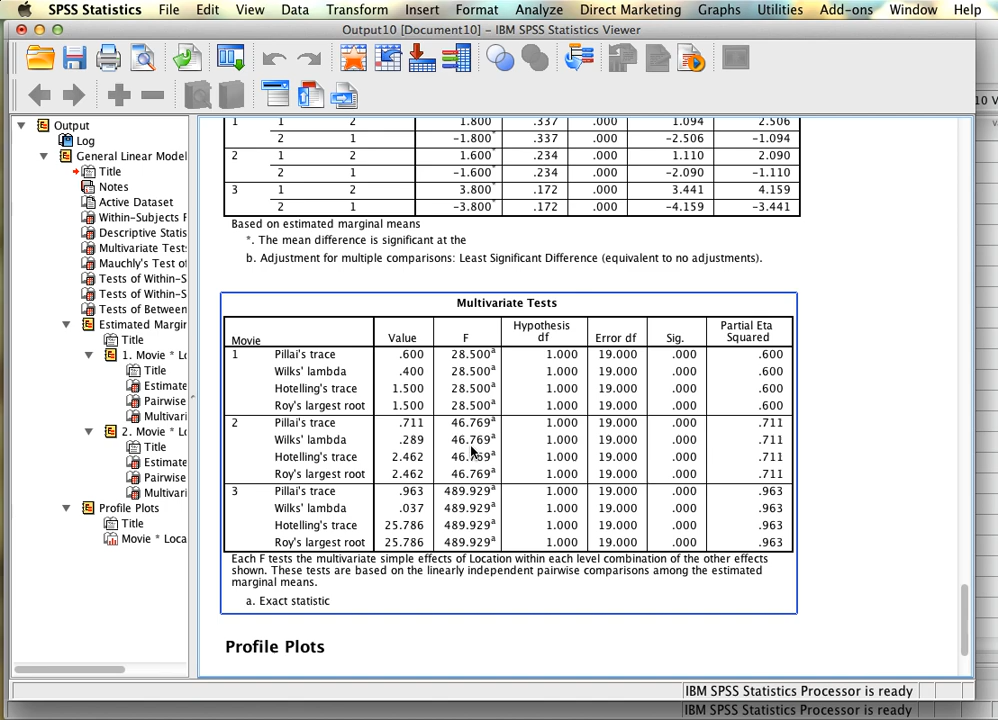 SPSS Statistics File Edit View Data Transform Insert Format Analyze Direct Marketing Graphs Utilities Add-ons Window Help
Output10 [Document10] – IBM SPSS Statistics Viewer
10 V
Output
Log
General Linear Model
Title
Notes
Active Dataset
Within-Subjects F
Descriptive Statis
Multivariate Test:
Mauchly's Test of
Tests of Within-S
Tests of Within-S
Tests of Between
Estimated Margin
Title
1. Movie * Lo
Title
Estimate
Pairwise
Multivari
2. Movie * Lo
Title
Estimate
Pairwise
Multivari
Profile Plots
Title
Movie * Loca
1 1 2 1.800* .337 .000 1.094 2.506
2 1 -1.800* .337 .000 -2.506 -1.094
2 1 2 1.600* .234 .000 1.110 2.090
2 1 -1.600* .234 .000 -2.090 -1.110
3 1 2 3.800* .172 .000 3.441 4.159
2 1 -3.800* .172 .000 -4.159 -3.441
Based on estimated marginal means
*. The mean difference is significant at the
b. Adjustment for multiple comparisons: Least Significant Difference (equivalent to no adjustments).
Multivariate Tests
Movie Value F Hypothesis df Error df Sig. Partial Eta Squared
1 Pillai's trace .600 28.500a 1.000 19.000 .000 .600
Wilks' lambda .400 28.500a 1.000 19.000 .000 .600
Hotelling's trace 1.500 28.500a 1.000 19.000 .000 .600
Roy's largest root 1.500 28.500a 1.000 19.000 .000 .600
2 Pillai's trace .711 46.769a 1.000 19.000 .000 .711
Wilks' lambda .289 46.769a 1.000 19.000 .000 .711
Hotelling's trace 2.462 46.769a 1.000 19.000 .000 .711
Roy's largest root 2.462 46.769a 1.000 19.000 .000 .711
3 Pillai's trace .963 489.929a 1.000 19.000 .000 .963
Wilks' lambda .037 489.929a 1.000 19.000 .000 .963
Hotelling's trace 25.786 489.929a 1.000 19.000 .000 .963
Roy's largest root 25.786 489.929a 1.000 19.000 .000 .963
Each F tests the multivariate simple effects of Location within each level combination of the other effects
shown. These tests are based on the linearly independent pairwise comparisons among the estimated
marginal means.
a. Exact statistic
Profile Plots
IBM SPSS Statistics Processor is ready
IBM SPSS Statistics Processor is ready